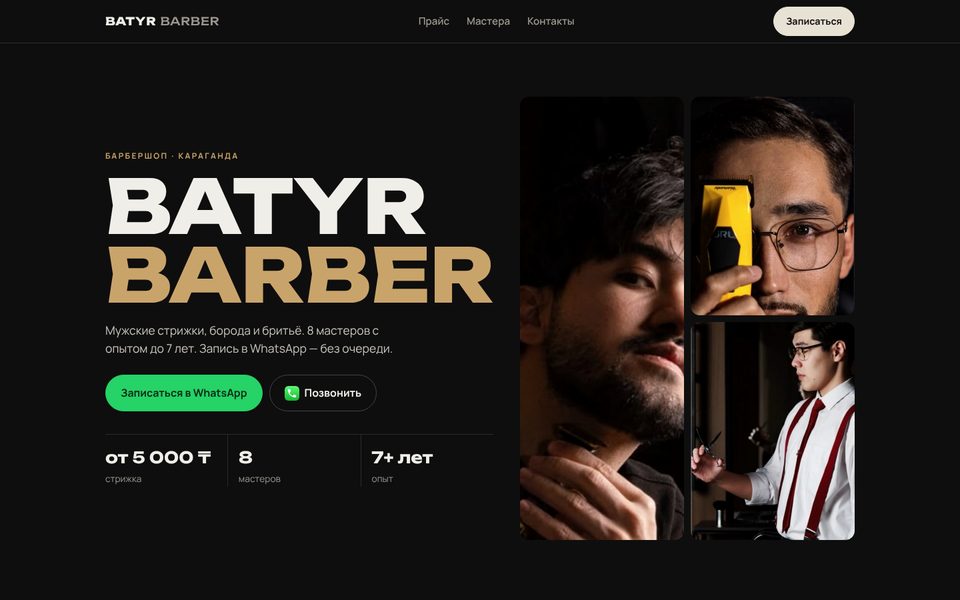 BATYR BARBER
Прайс
Мастера
Контакты
Записаться
БАРБЕРШОП · КАРАГАНДА
BATYR
BARBER
Мужские стрижки, борода и бритьё. 8 мастеров с
опытом до 7 лет. Запись в WhatsApp — без очереди.
Записаться в WhatsApp
Позвонить
от 5 000 ₸
стрижка
8
мастеров
7+ лет
опыт